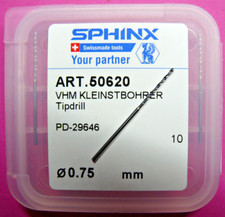 SPHINX
Swissmade tools
Your partner
ART.50620
VHM KLEINSTBOHRER
Tipdrill
PD-29646
10
Ø0.75 mm